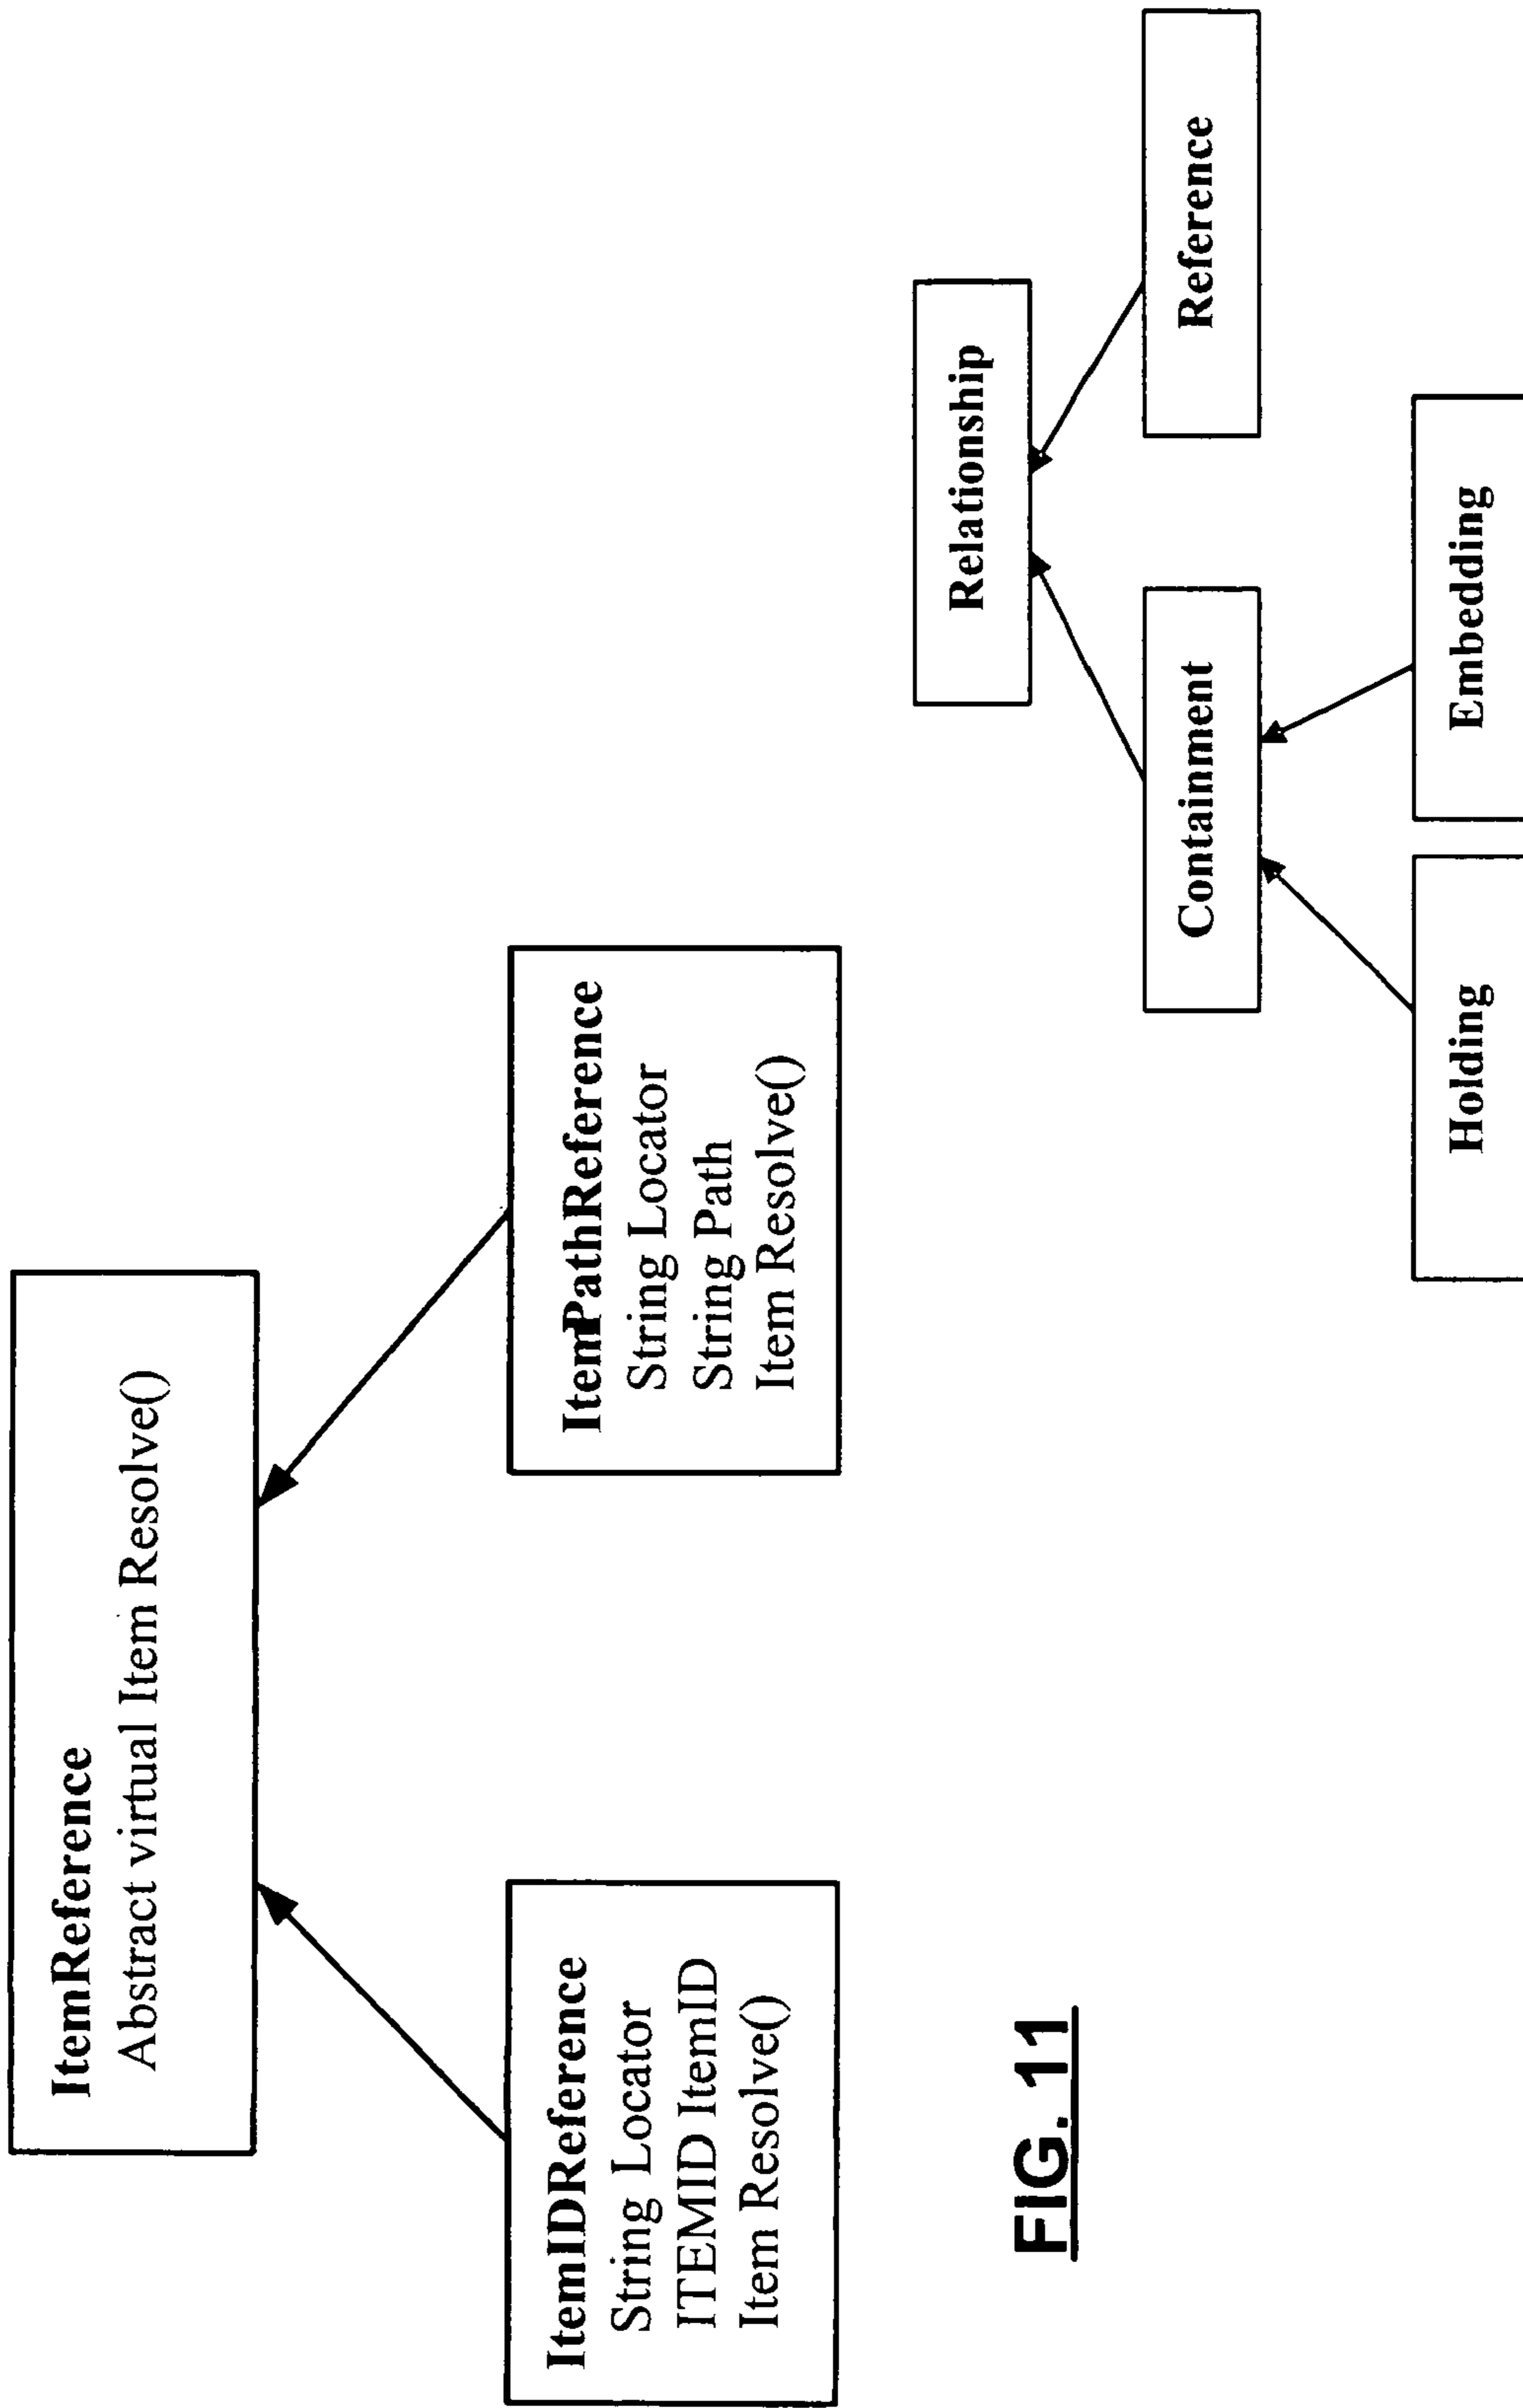 ItemReference
Abstract virtual Item Resolve()
ItemIDReference
String Locator
ITEMID ItemID
Item Resolve()
ItemPathReference
String Locator
String Path
Item Resolve()
FIG. 11
Relationship
Containment
Reference
Holding
Embedding